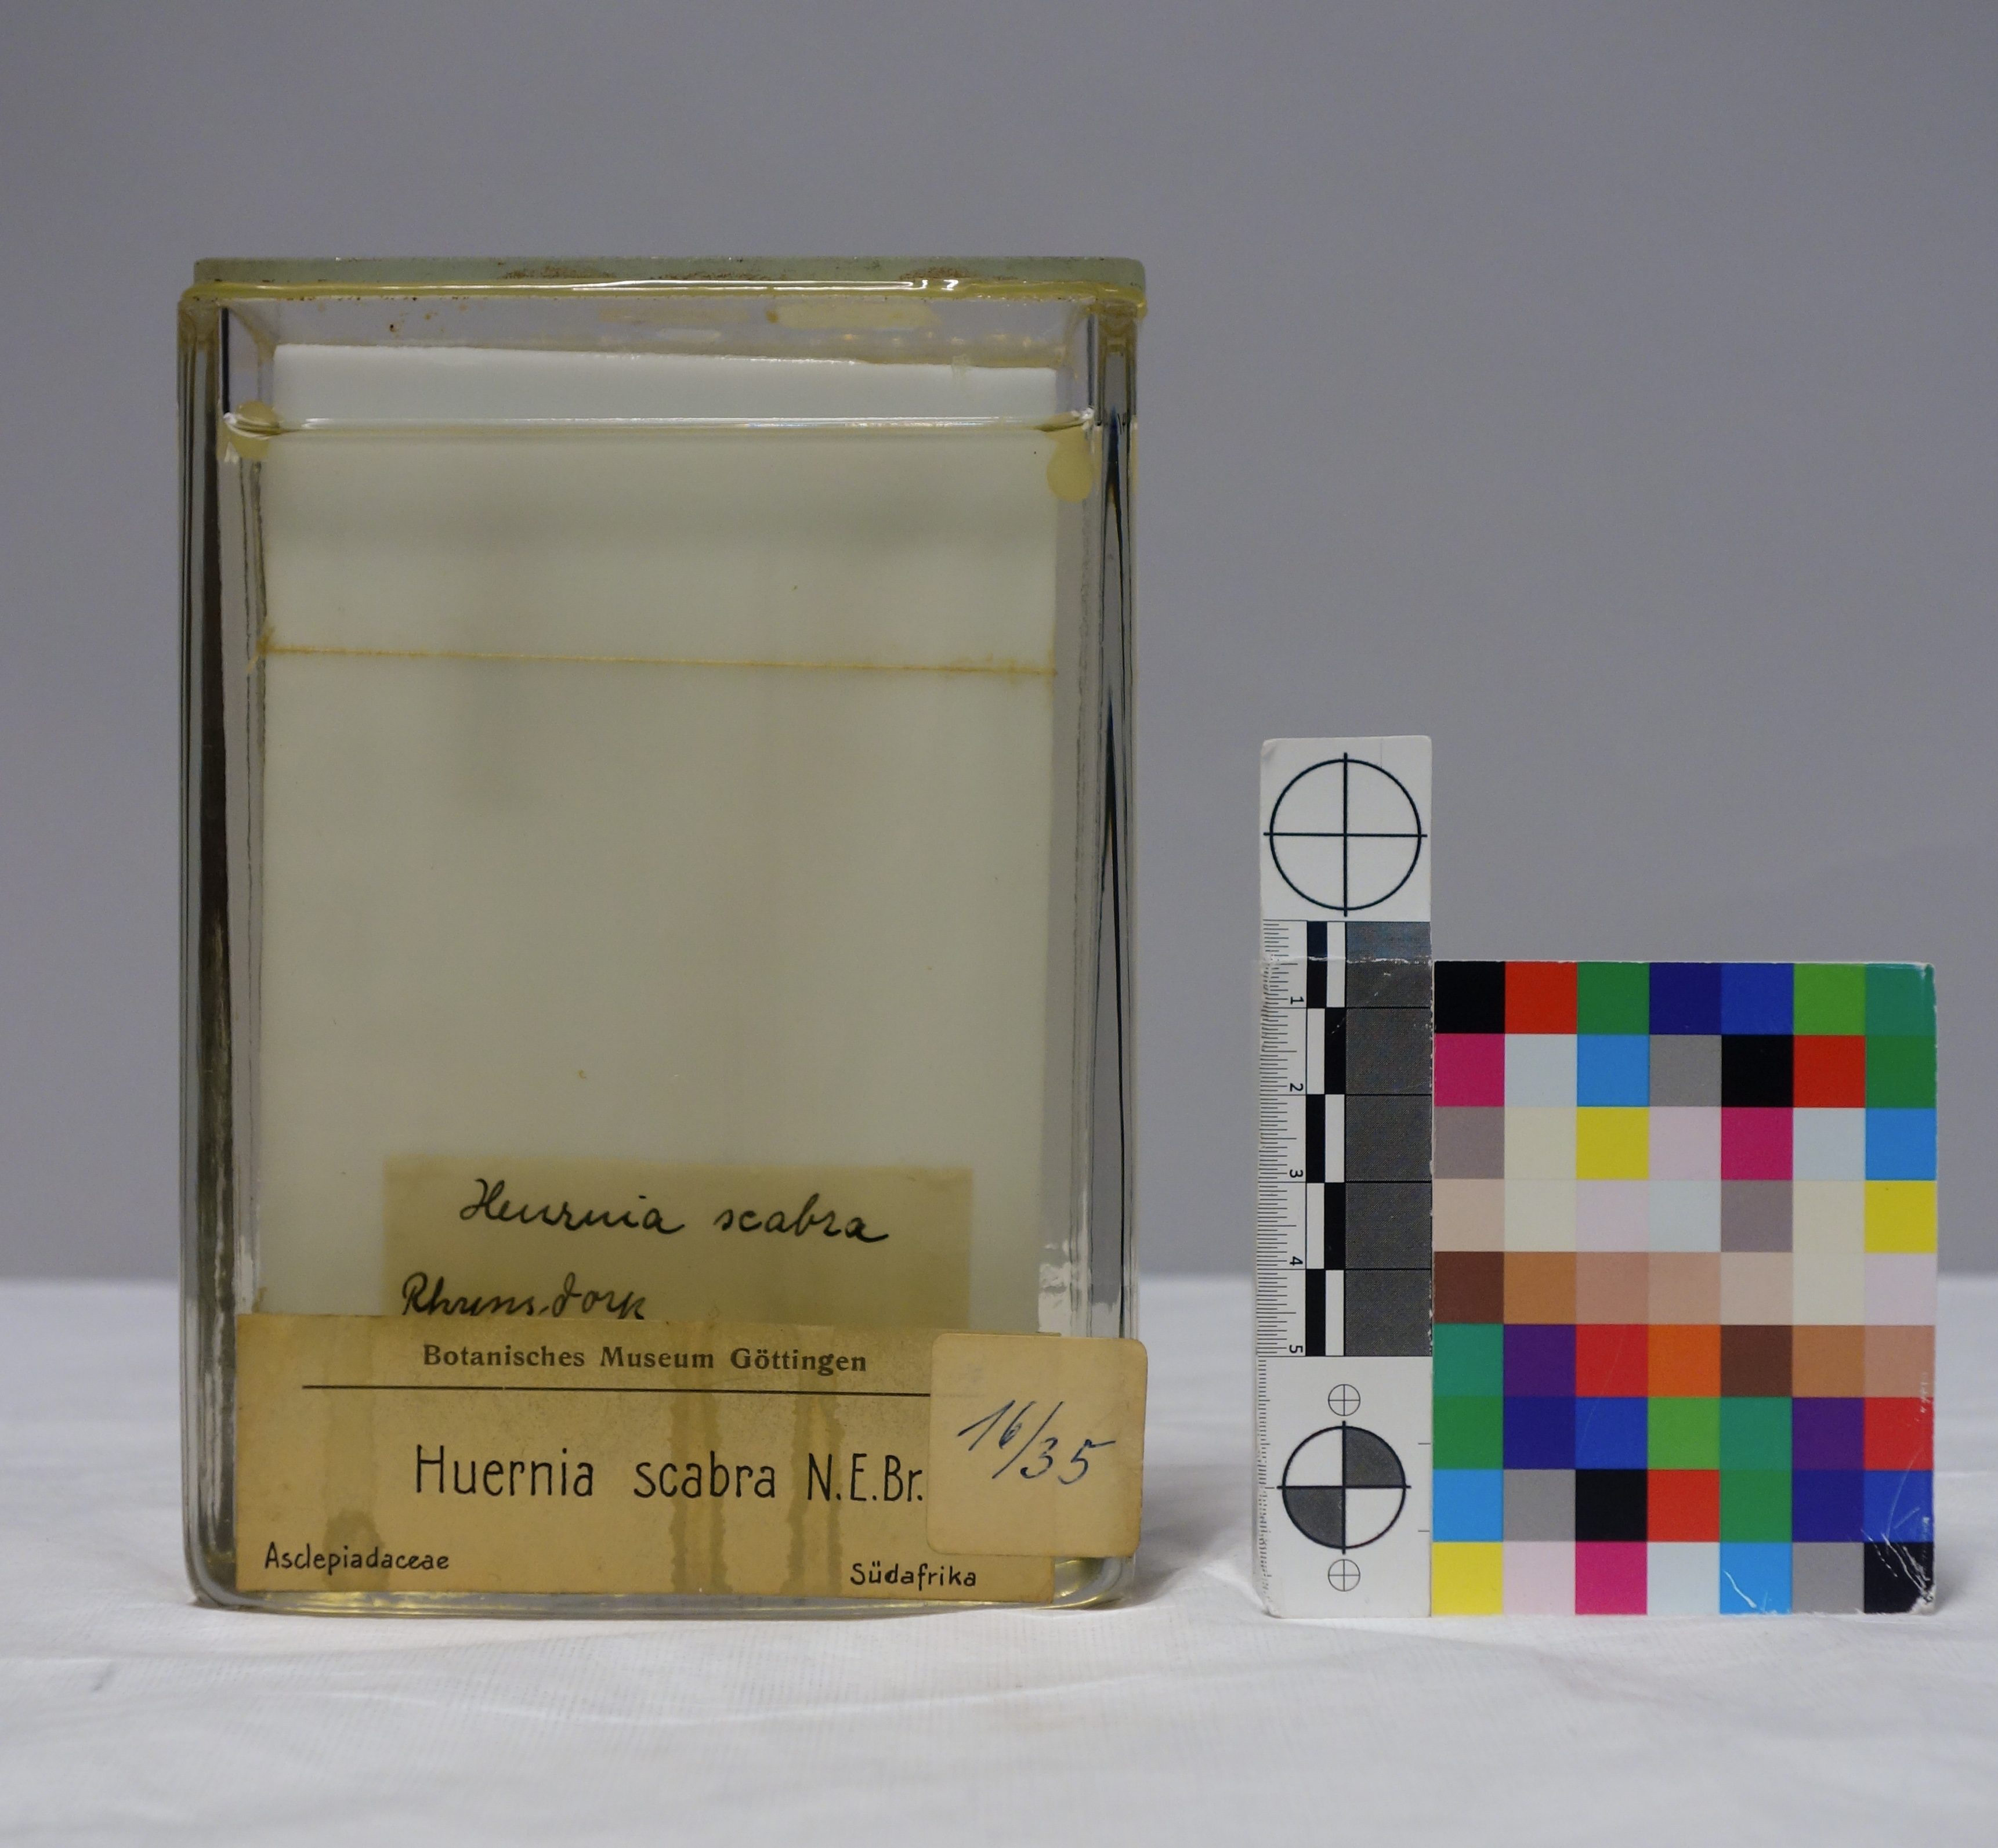 Huernia scabra
Botanisches Museum Göttingen
Huernia scabra N.E.Br.
16/35
Asclepiadaceae
Südafrika
1
2
3
4
5